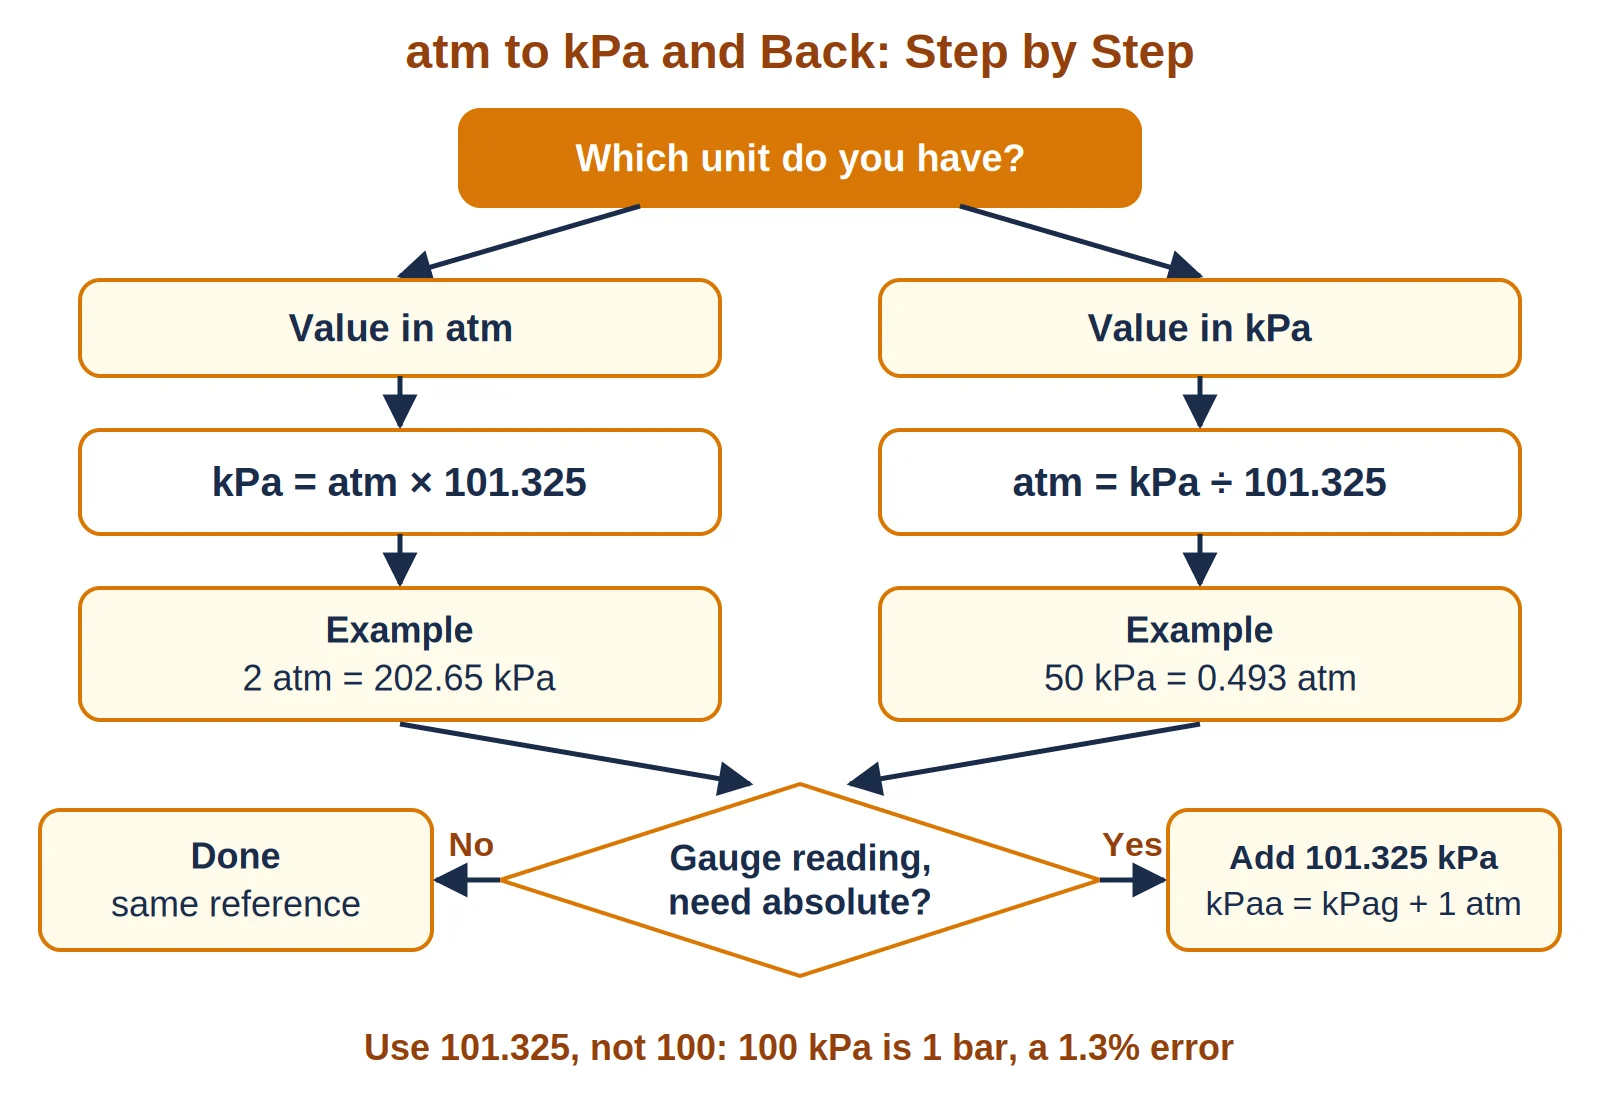 atm to kPa and Back: Step by Step
Which unit do you have?
Value in atm
Value in kPa
kPa = atm × 101.325
atm = kPa ÷ 101.325
Example
2 atm = 202.65 kPa
Example
50 kPa = 0.493 atm
Done
same reference
No
Gauge reading,
need absolute?
Yes
Add 101.325 kPa
kPaa = kPag + 1 atm
Use 101.325, not 100: 100 kPa is 1 bar, a 1.3% error